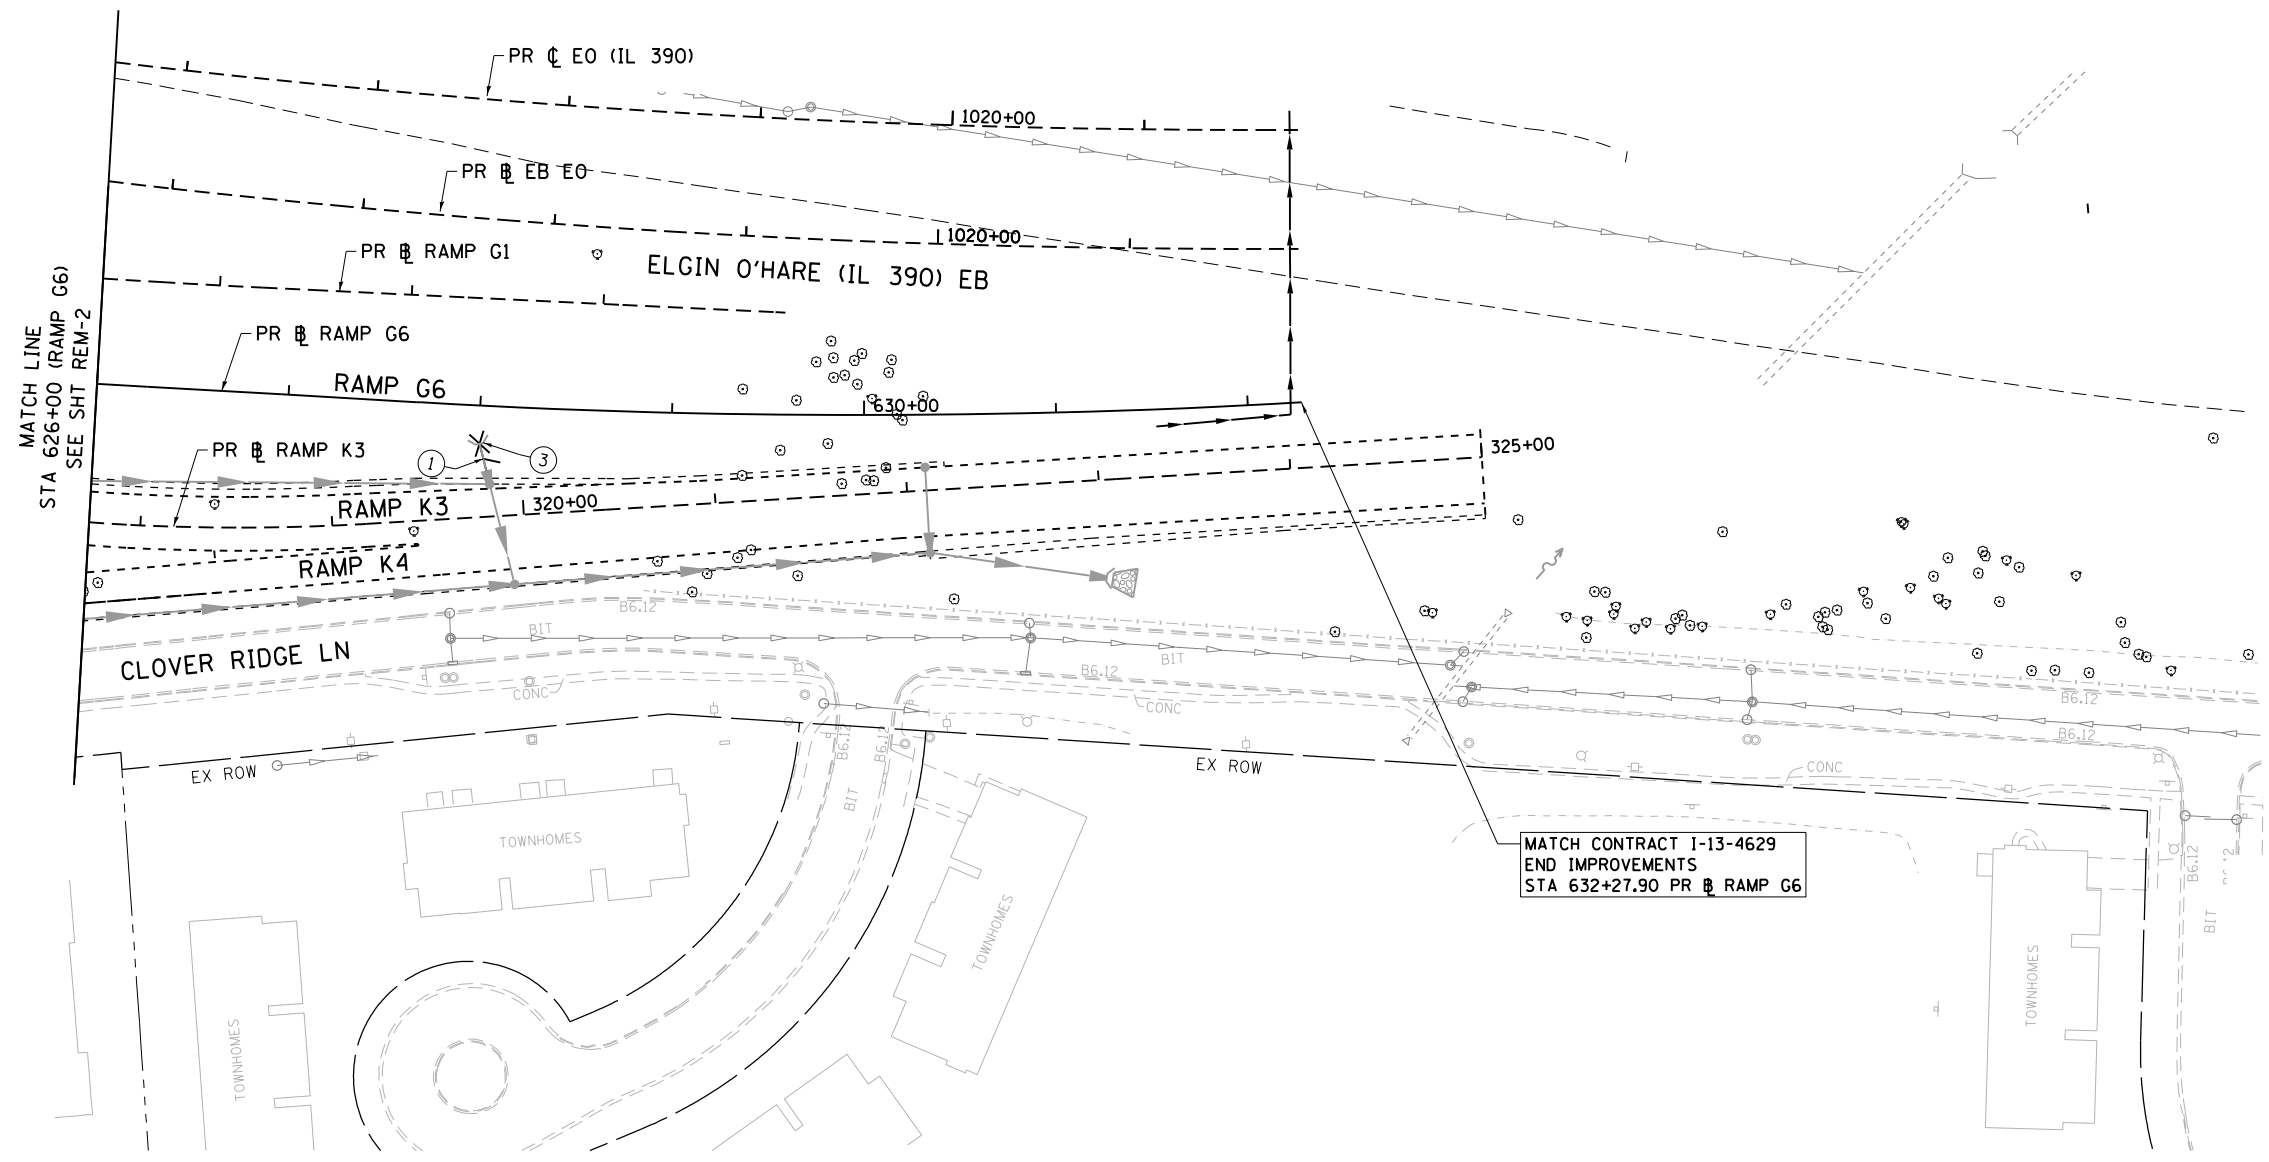 PR ℄ EO (IL 390)
1020+00
PR BL EB EO
1020+00
PR BL RAMP G1
ELGIN O'HARE (IL 390) EB
MATCH LINE
STA 626+00 (RAMP G6)
SEE SHT REM-2
PR BL RAMP G6
RAMP G6
630+00
PR BL RAMP K3
1
3
325+00
RAMP K3
320+00
RAMP K4
B6.12
BIT
CLOVER RIDGE LN
BIT
B6.12
CONC
CONC
B6.12
B6.12
B6.12
B6.12
EX ROW
EX ROW
CONC
BIT
TOWNHOMES
MATCH CONTRACT I-13-4629
END IMPROVEMENTS
STA 632+27.90 PR BL RAMP G6
B6.12
BIT
TOWNHOMES
TOWNHOMES
TOWNHOMES